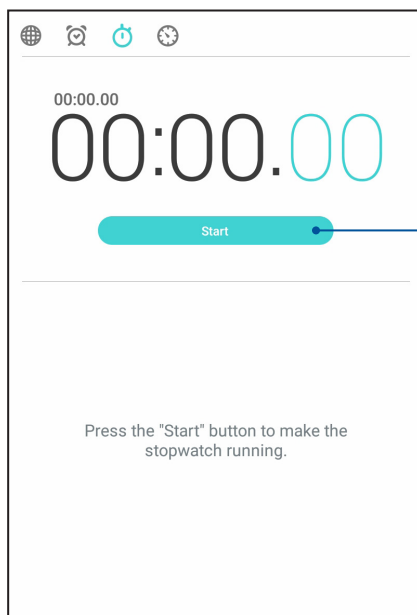 00:00.00
00:00.00
Start
Press the "Start" button to make the
stopwatch running.